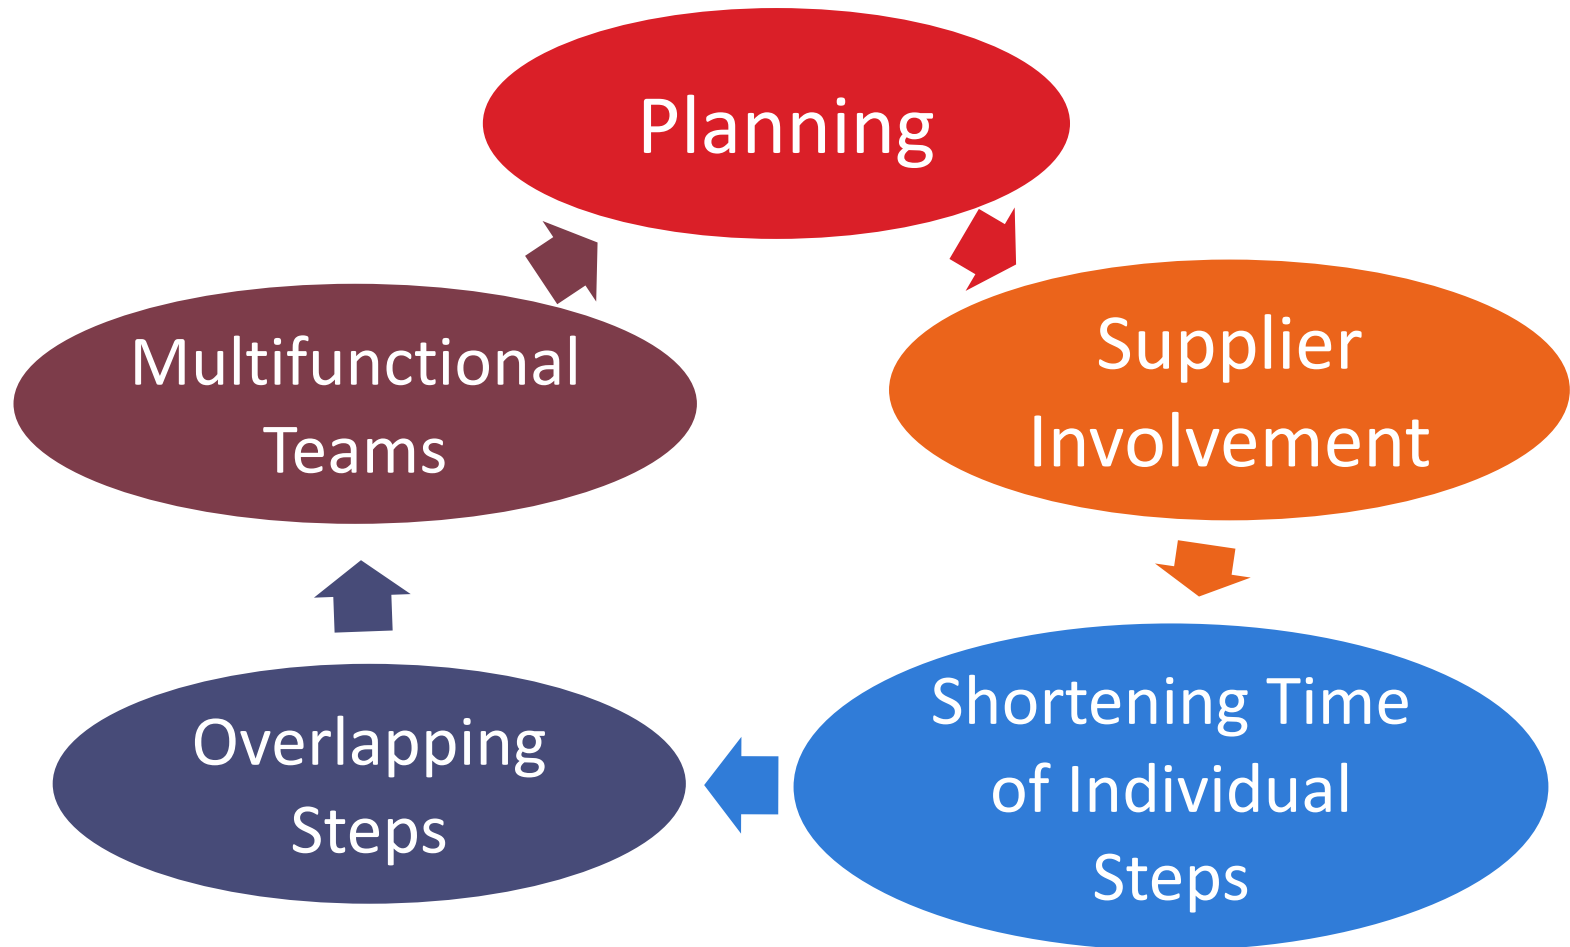 Planning
Supplier
Involvement
Shortening Time
of Individual
Steps
Overlapping
Steps
Multifunctional
Teams